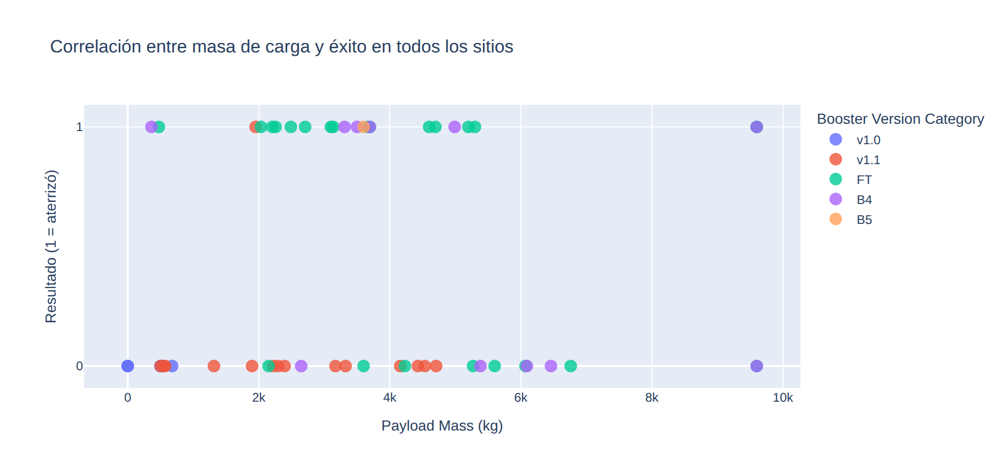 Correlación entre masa de carga y éxito en todos los sitios
Booster Version Category
v1.0
v1.1
FT
B4
B5
Resultado (1 = aterrizó)
1
0
0
2k
4k
6k
8k
10k
Payload Mass (kg)